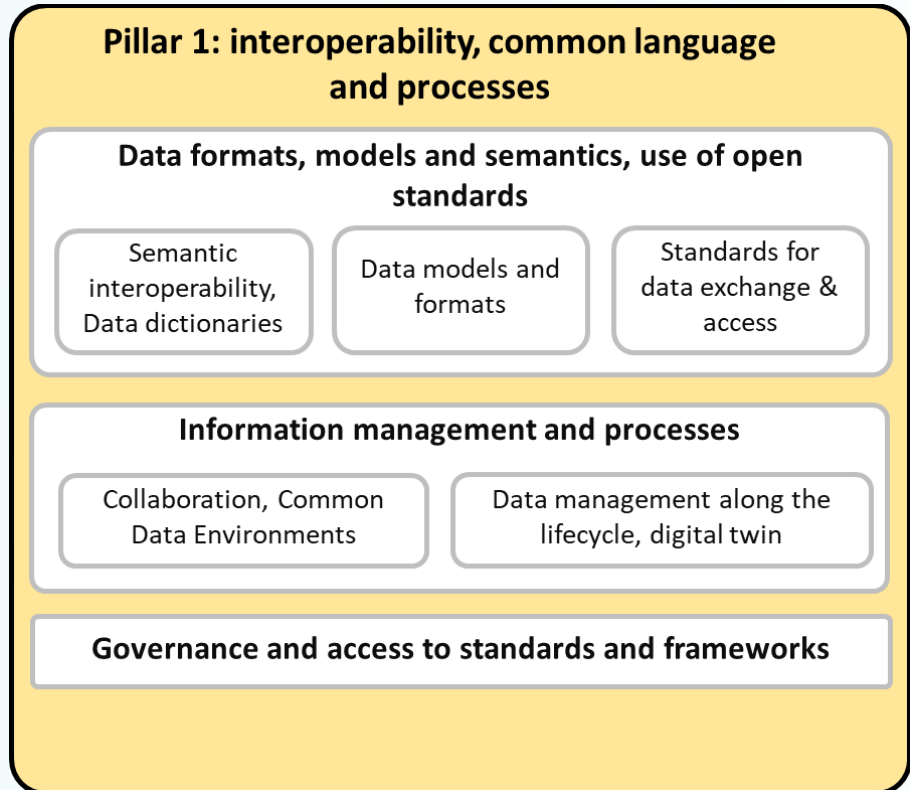 Pillar 1: interoperability, common language
and processes
Data formats, models and semantics, use of open
standards
Semantic
interoperability,
Data dictionaries
Data models and
formats
Standards for
data exchange &
access
Information management and processes
Collaboration, Common
Data Environments
Data management along the
lifecycle, digital twin
Governance and access to standards and frameworks